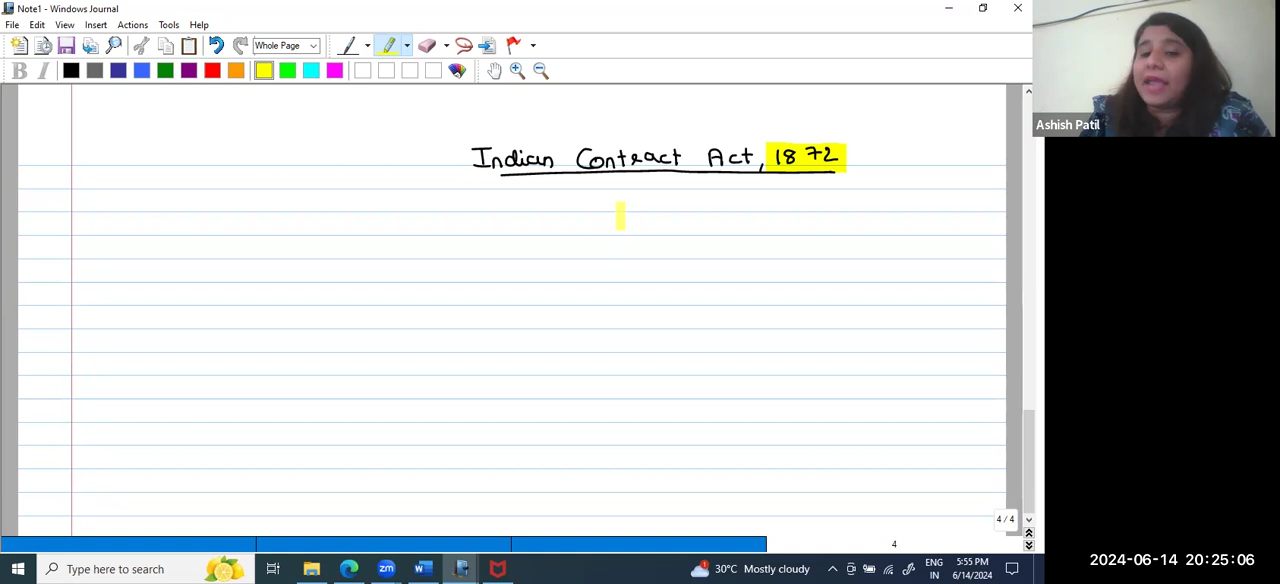 Note1 - Windows Journal
File Edit View Insert Actions Tools Help
Whole Page
B I
Ashish Patil
Indian Contract Act, 1872
4 / 4
4
Type here to search
zm
W
30°C Mostly cloudy
ENG
IN
5:55 PM
6/14/2024
2024-06-14 20:25:06